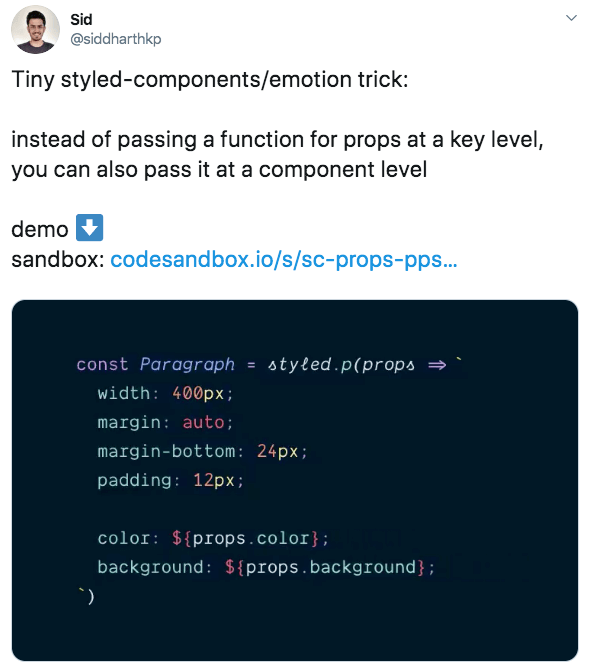 Sid
@siddharthkp
Tiny styled-components/emotion trick:
instead of passing a function for props at a key level,
you can also pass it at a component level
demo ⬇️
sandbox: codesandbox.io/s/sc-props-pps...
const Paragraph = styled.p(props => `
width: 400px;
margin: auto;
margin-bottom: 24px;
padding: 12px;
color: ${props.color};
background: ${props.background};
`)